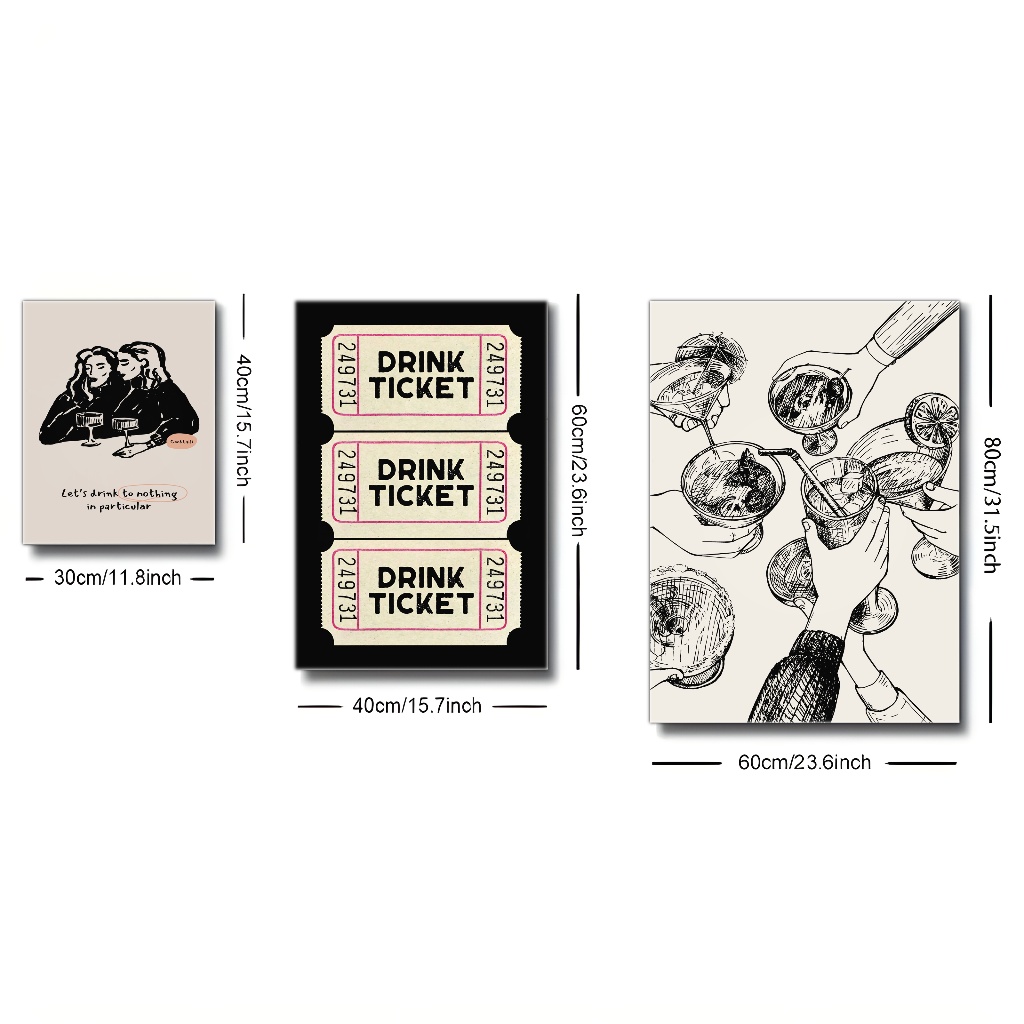 Let's drink to nothing
in particular
40cm/15.7inch
30cm/11.8inch
249731
DRINK
TICKET
249731
249731
DRINK
TICKET
249731
249731
DRINK
TICKET
249731
60cm/23.6inch
40cm/15.7inch
80cm/31.5inch
60cm/23.6inch